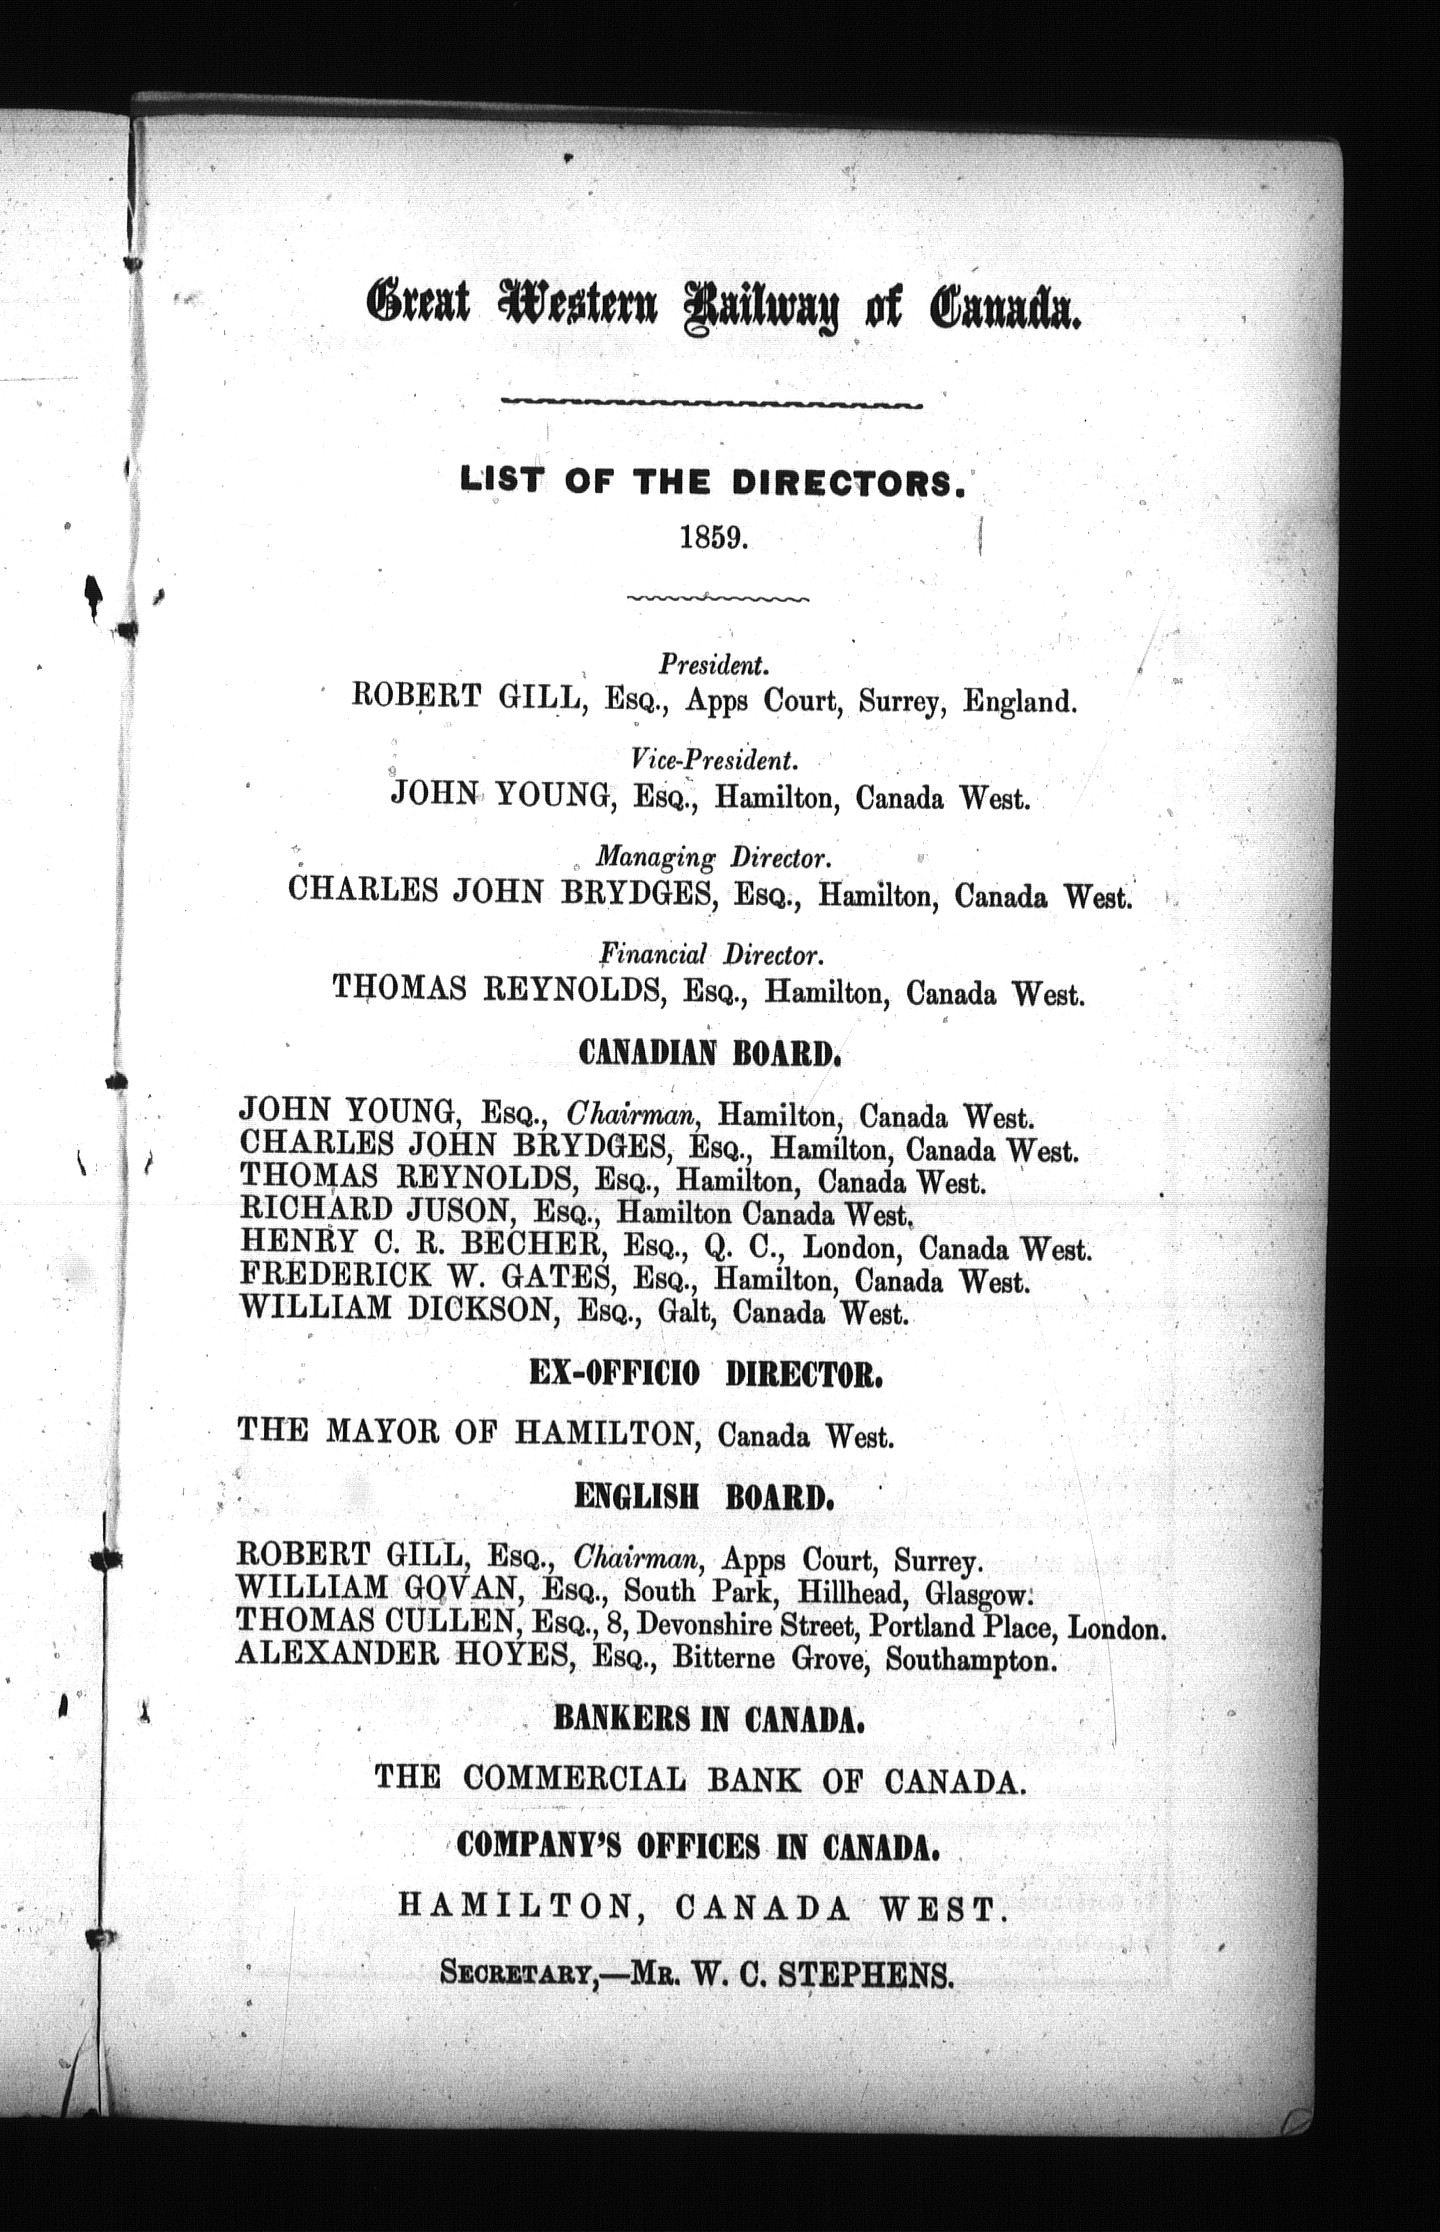 Great Western Railway of Canada.
LIST OF THE DIRECTORS.
1859.
President.
ROBERT GILL, Esq., Apps Court, Surrey, England.
Vice-President.
JOHN YOUNG, Esq., Hamilton, Canada West.
Managing Director.
CHARLES JOHN BRYDGES, Esq., Hamilton, Canada West.
Financial Director.
THOMAS REYNOLDS, Esq., Hamilton, Canada West.
CANADIAN BOARD.
JOHN YOUNG, Esq., Chairman, Hamilton, Canada West.
CHARLES JOHN BRYDGES, Esq., Hamilton, Canada West.
THOMAS REYNOLDS, Esq., Hamilton, Canada West.
RICHARD JUSON, Esq., Hamilton Canada West.
HENRY C. R. BECHER, Esq., Q. C., London, Canada West.
FREDERICK W. GATES, Esq., Hamilton, Canada West.
WILLIAM DICKSON, Esq., Galt, Canada West.
EX-OFFICIO DIRECTOR.
THE MAYOR OF HAMILTON, Canada West.
ENGLISH BOARD.
ROBERT GILL, Esq., Chairman, Apps Court, Surrey.
WILLIAM GOVAN, Esq., South Park, Hillhead, Glasgow.
THOMAS CULLEN, Esq., 8, Devonshire Street, Portland Place, London.
ALEXANDER HOYES, Esq., Bitterne Grove, Southampton.
BANKERS IN CANADA.
THE COMMERCIAL BANK OF CANADA.
COMPANY'S OFFICES IN CANADA.
HAMILTON, CANADA WEST.
SECRETARY,—MR. W. C. STEPHENS.